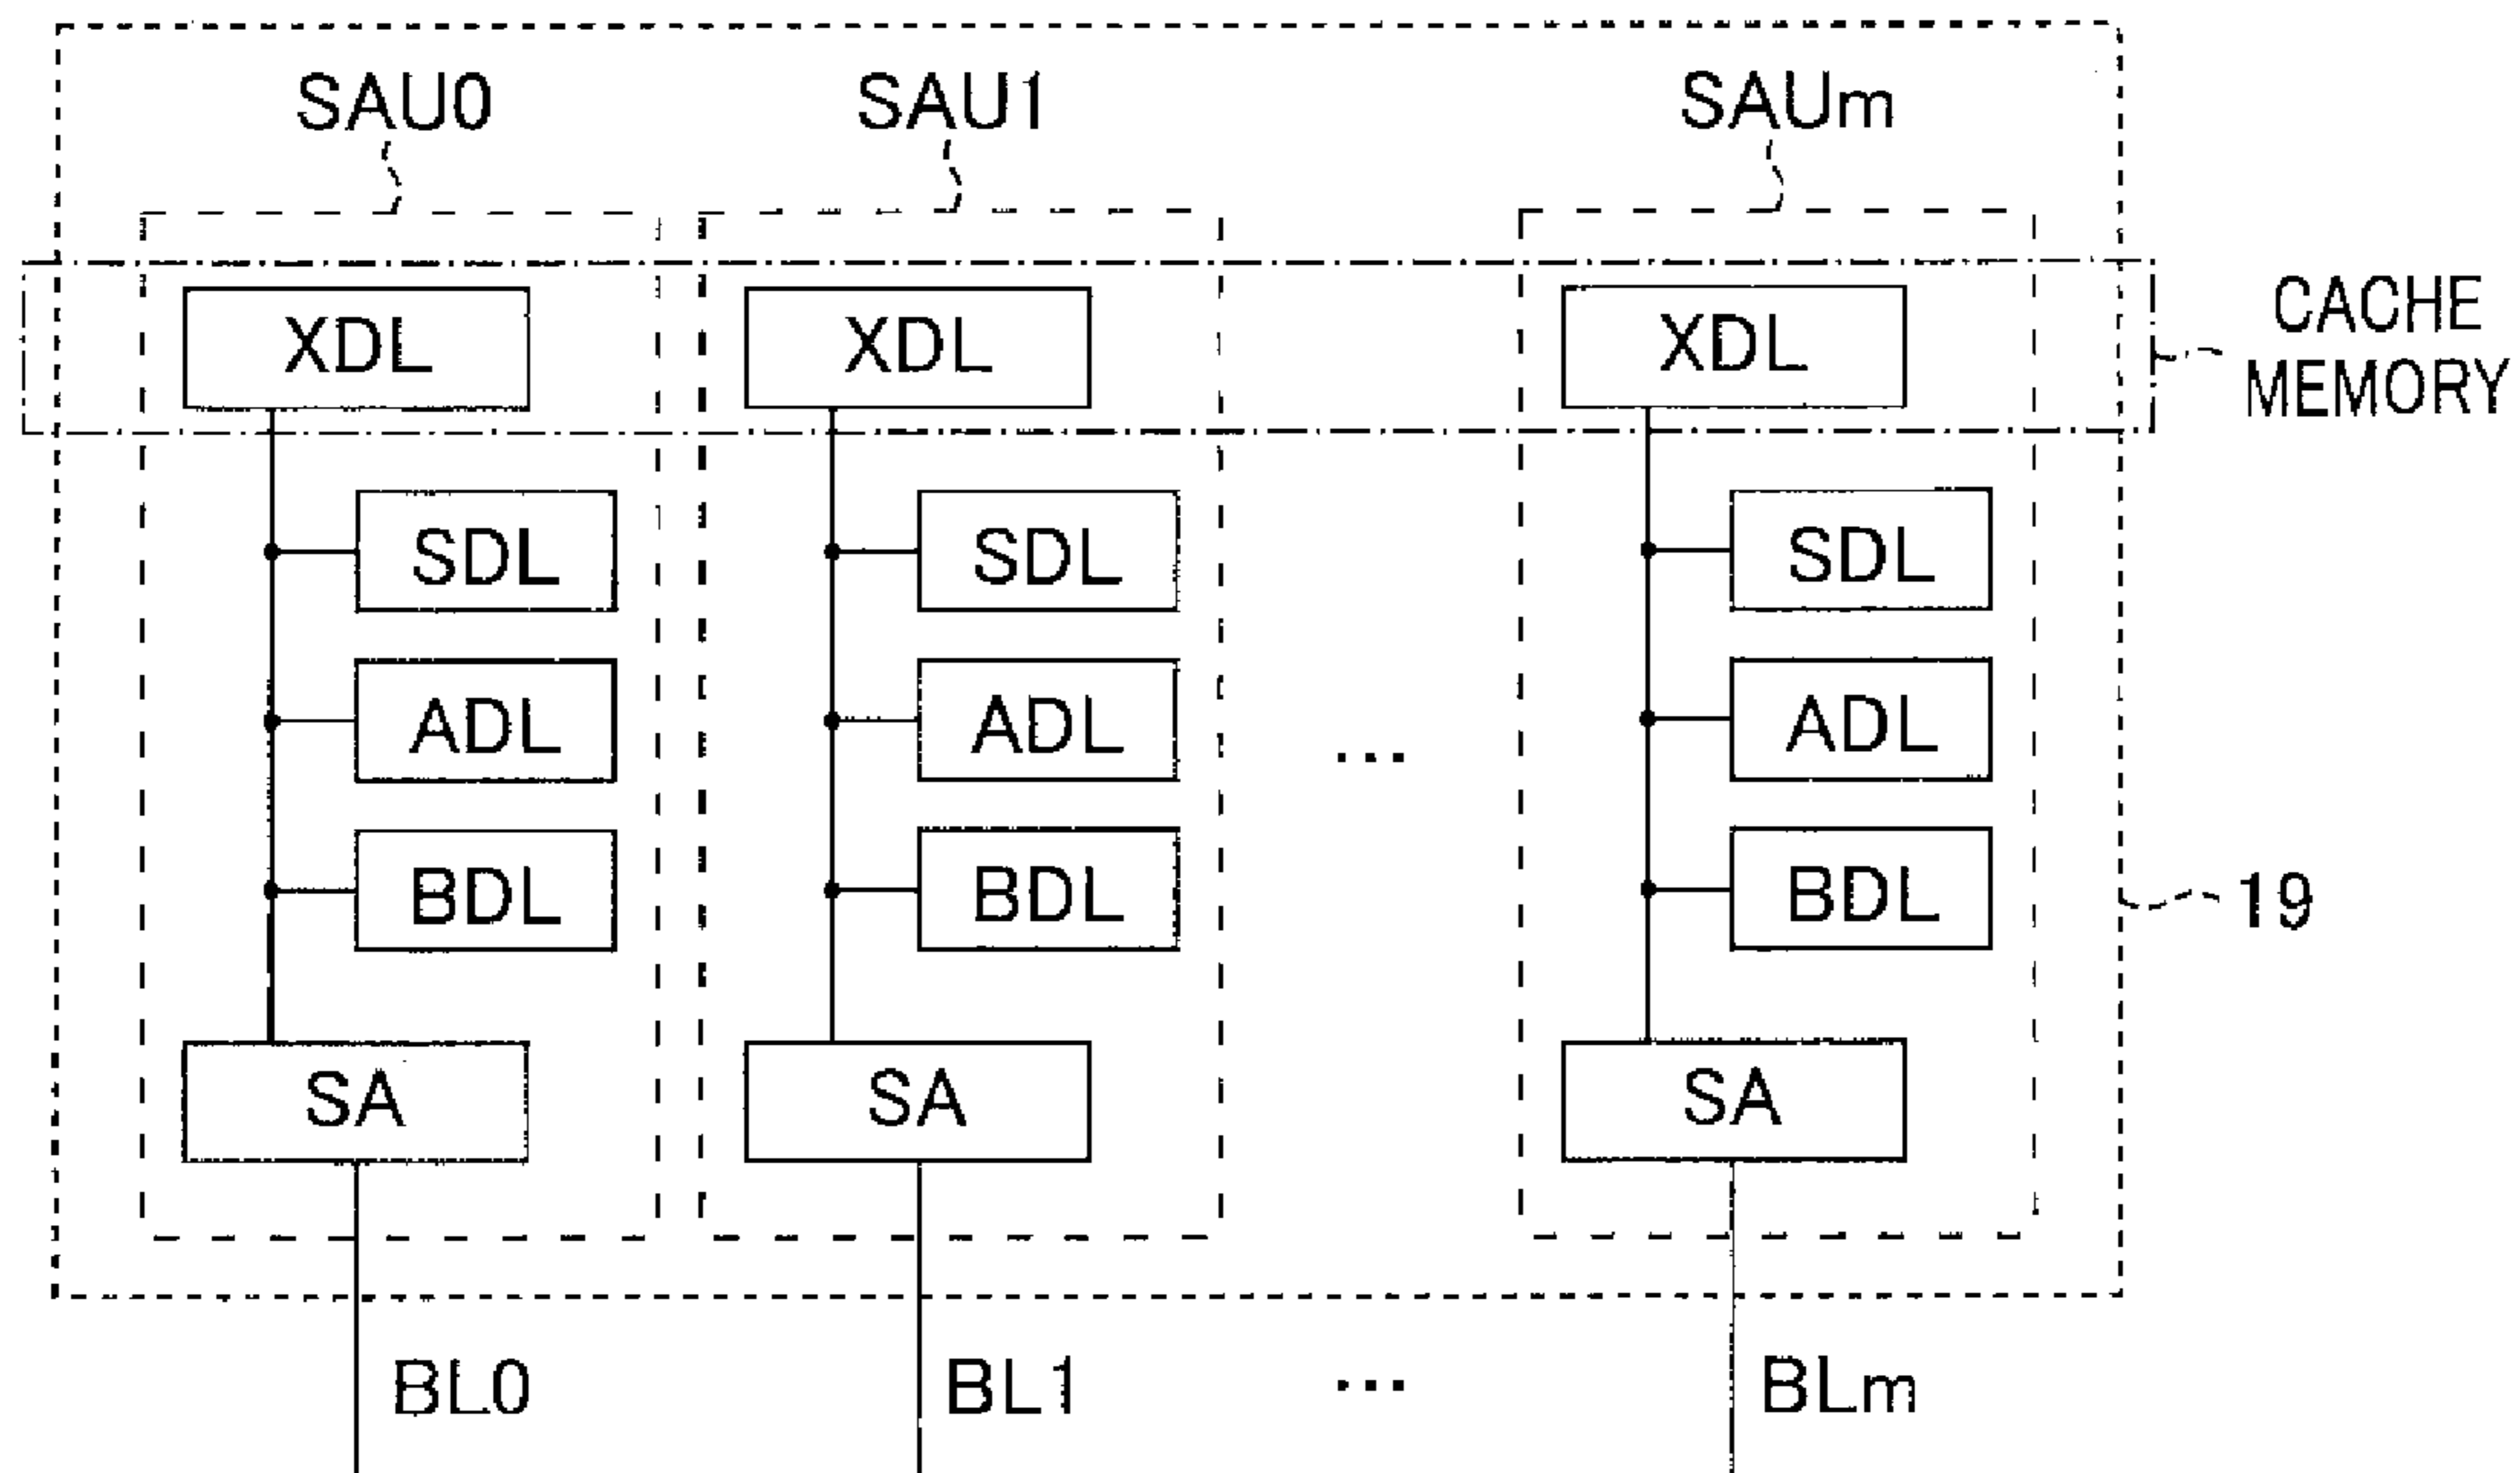 SAU0 SAU1 SAUm
XDL XDL XDL
CACHE
MEMORY
SDL SDL SDL
ADL ADL ... ADL
BDL BDL BDL
19
SA SA SA
BL0 BL1 ... BLm